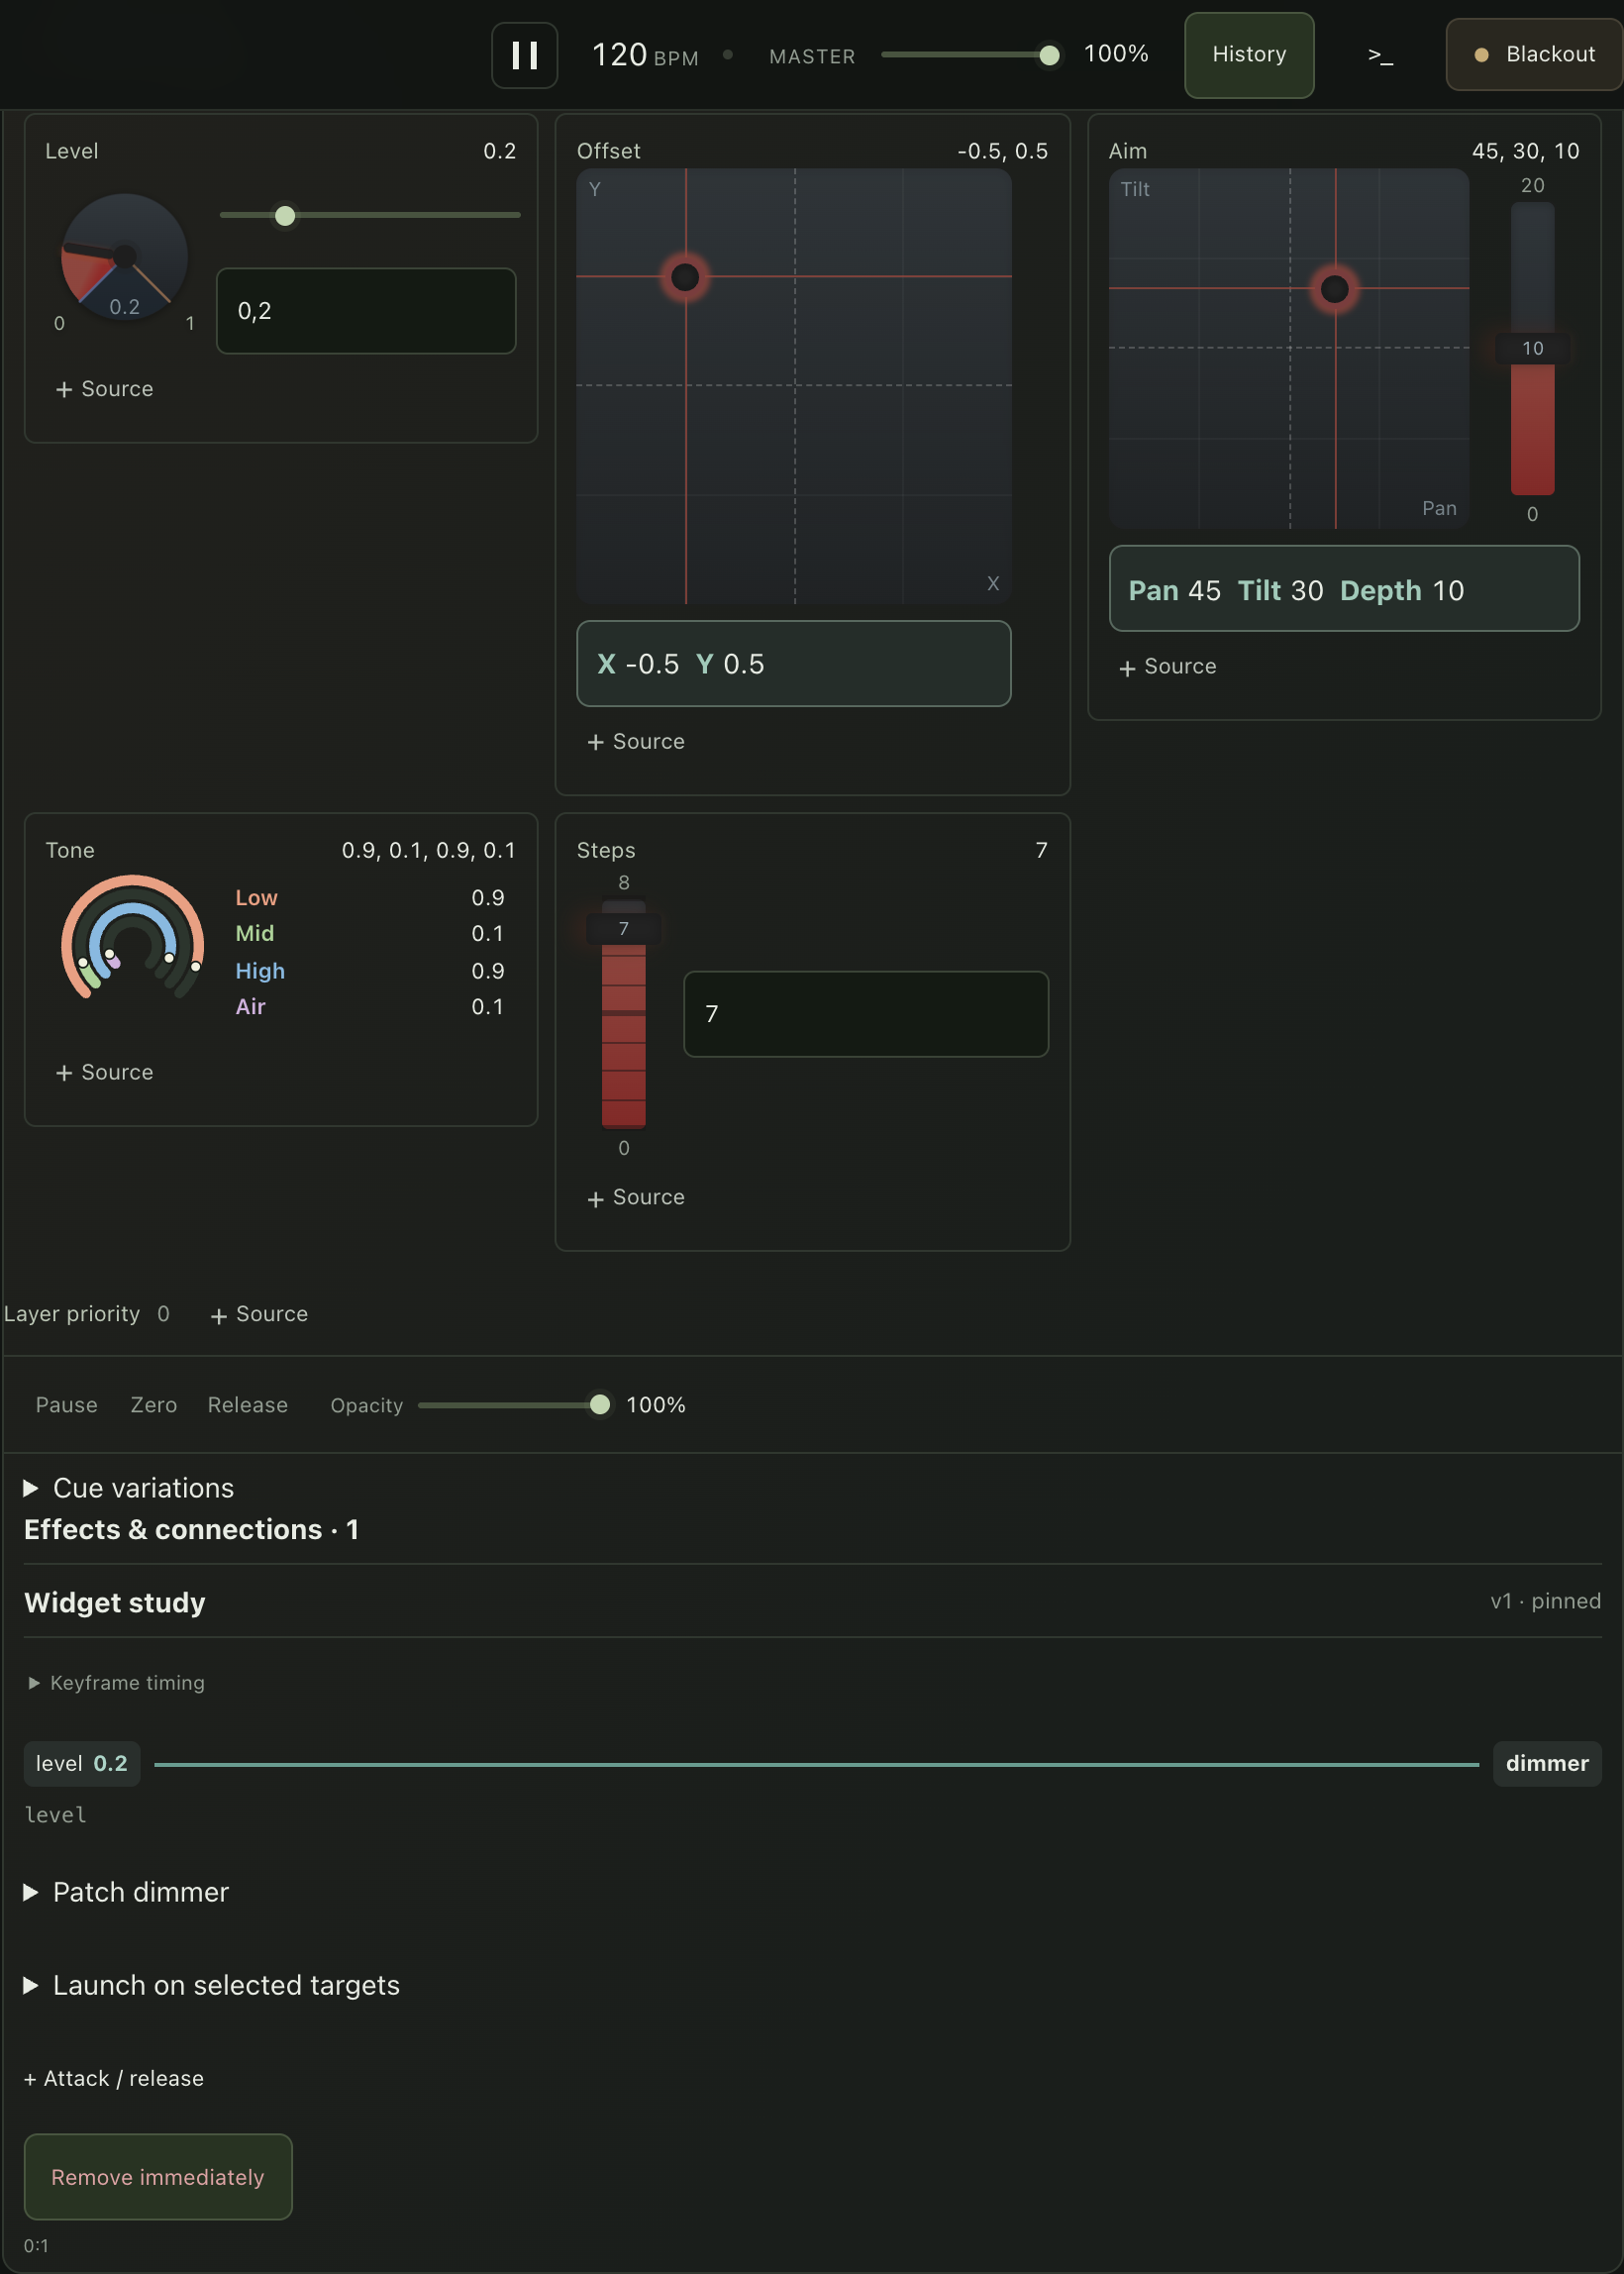 120 BPM MASTER 100% History >_ Blackout
Level 0.2
0.2
0 1
0,2
+ Source
Offset -0.5, 0.5
Y
X
X -0.5 Y 0.5
+ Source
Aim 45, 30, 10
Tilt
Pan
20
10
0
Pan 45 Tilt 30 Depth 10
+ Source
Tone 0.9, 0.1, 0.9, 0.1
Low 0.9
Mid 0.1
High 0.9
Air 0.1
+ Source
Steps 7
8
7
0
7
+ Source
Layer priority 0 + Source
Pause Zero Release Opacity 100%
Cue variations
Effects & connections · 1
Widget study v1 · pinned
Keyframe timing
level 0.2 dimmer
level
Patch dimmer
Launch on selected targets
+ Attack / release
Remove immediately
0:1